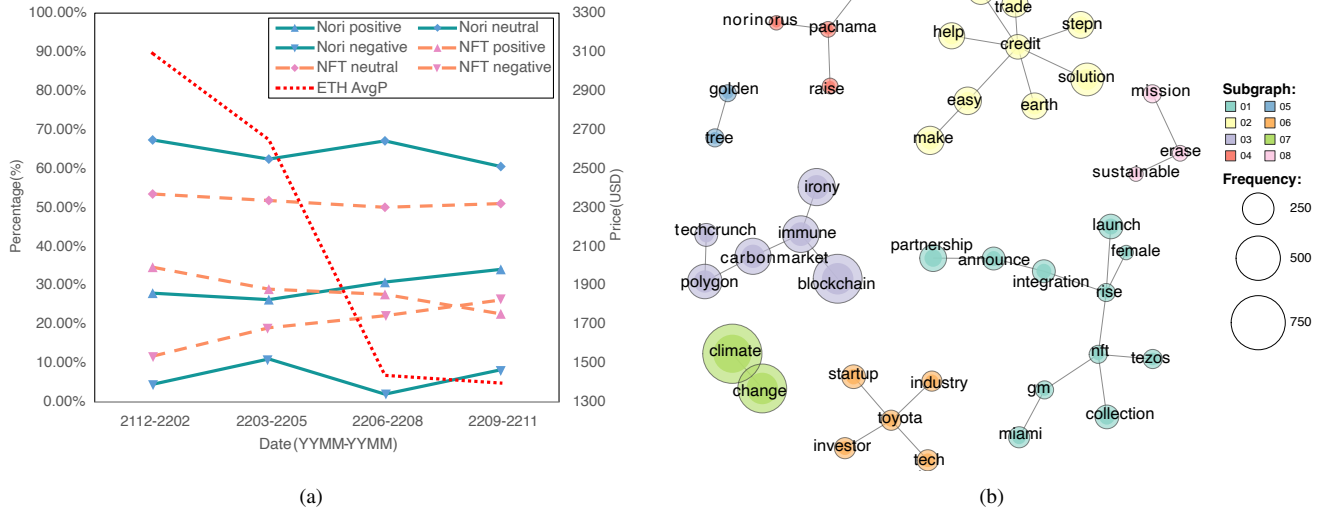 100.00%
90.00%
80.00%
70.00%
60.00%
50.00%
40.00%
30.00%
20.00%
10.00%
0.00%
Percentage(%)
3300
3100
2900
2700
2500
2300
2100
1900
1700
1500
1300
Price(USD)
Nori positive
Nori neutral
Nori negative
NFT positive
NFT neutral
NFT negative
ETH AvgP
2112-2202
2203-2205
2206-2208
2209-2211
Date(YYMM-YYMM)
(a)
norinorus
pachama
raise
golden
tree
trade
help
credit
stepn
solution
easy
earth
make
mission
erase
sustainable
irony
techcrunch
immune
carbonmarket
polygon
blockchain
partnership
announce
integration
launch
female
rise
nft
tezos
gm
collection
miami
climate
change
startup
industry
toyota
investor
tech
Subgraph:
01 05
02 06
03 07
04 08
Frequency:
250
500
750
(b)